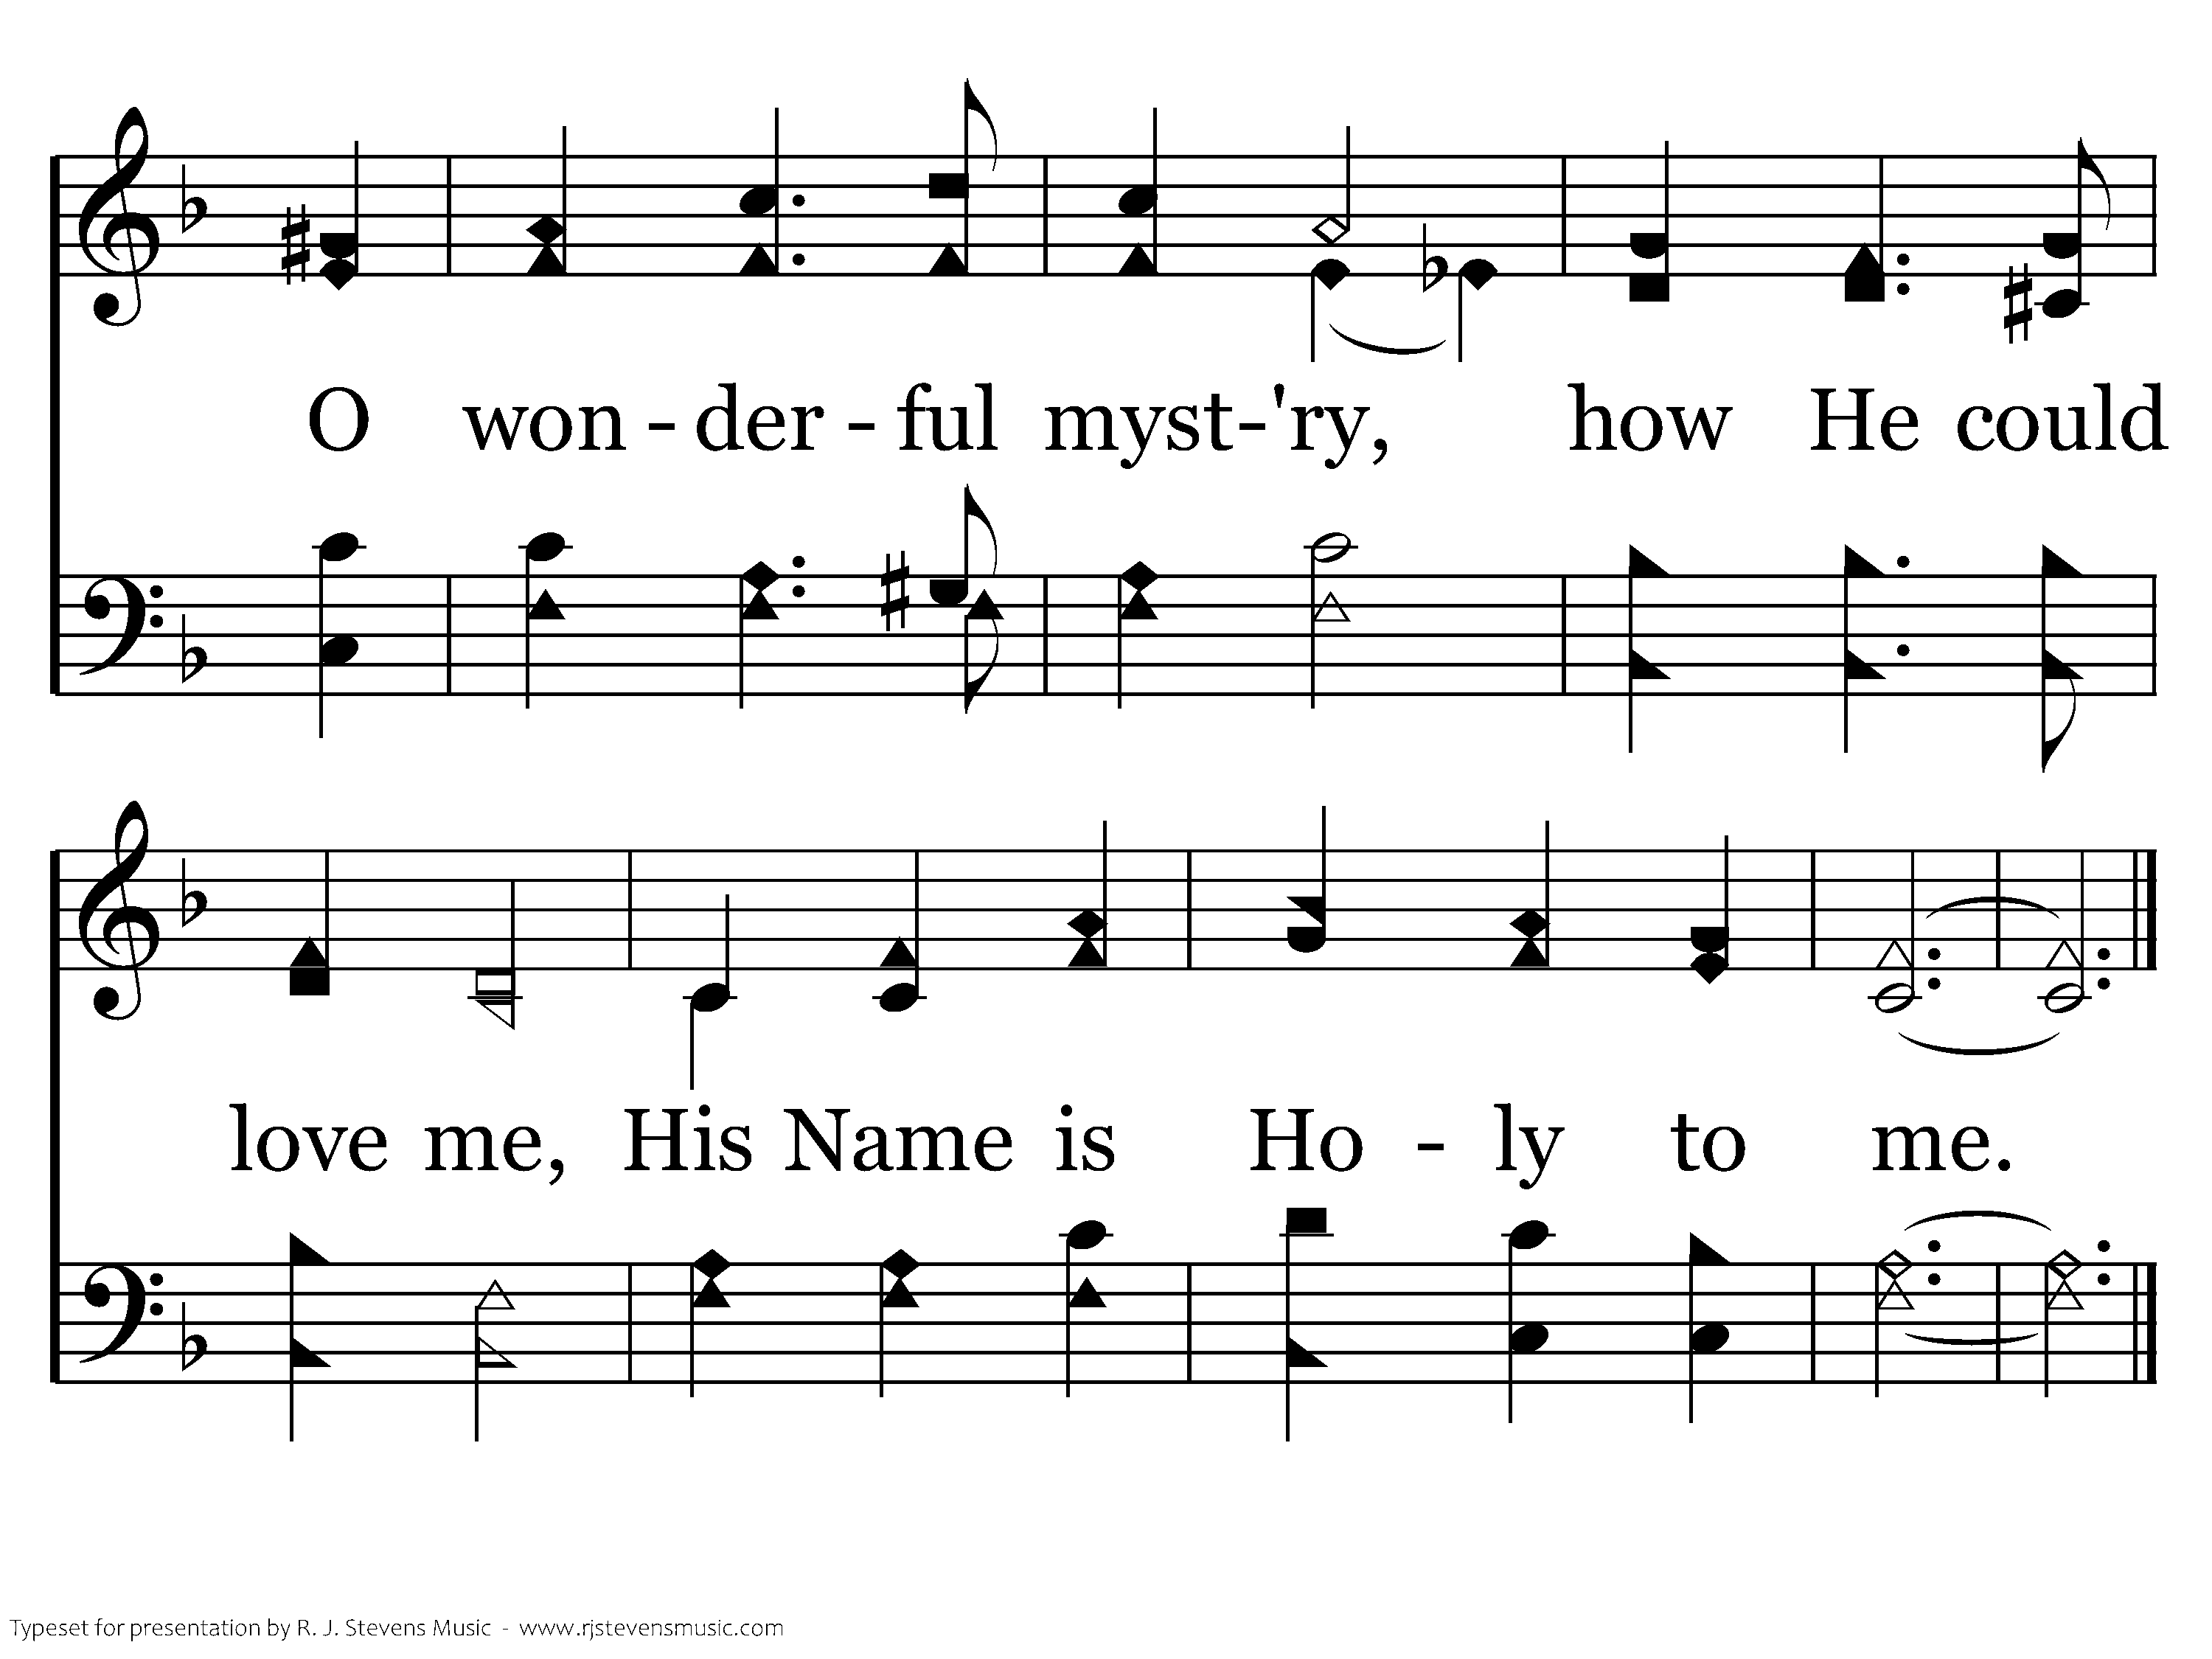 O won - der - ful myst-'ry, how He could
love me, His Name is Ho - ly to me.
Typeset for presentation by R. J. Stevens Music - www.rjstevensmusic.com